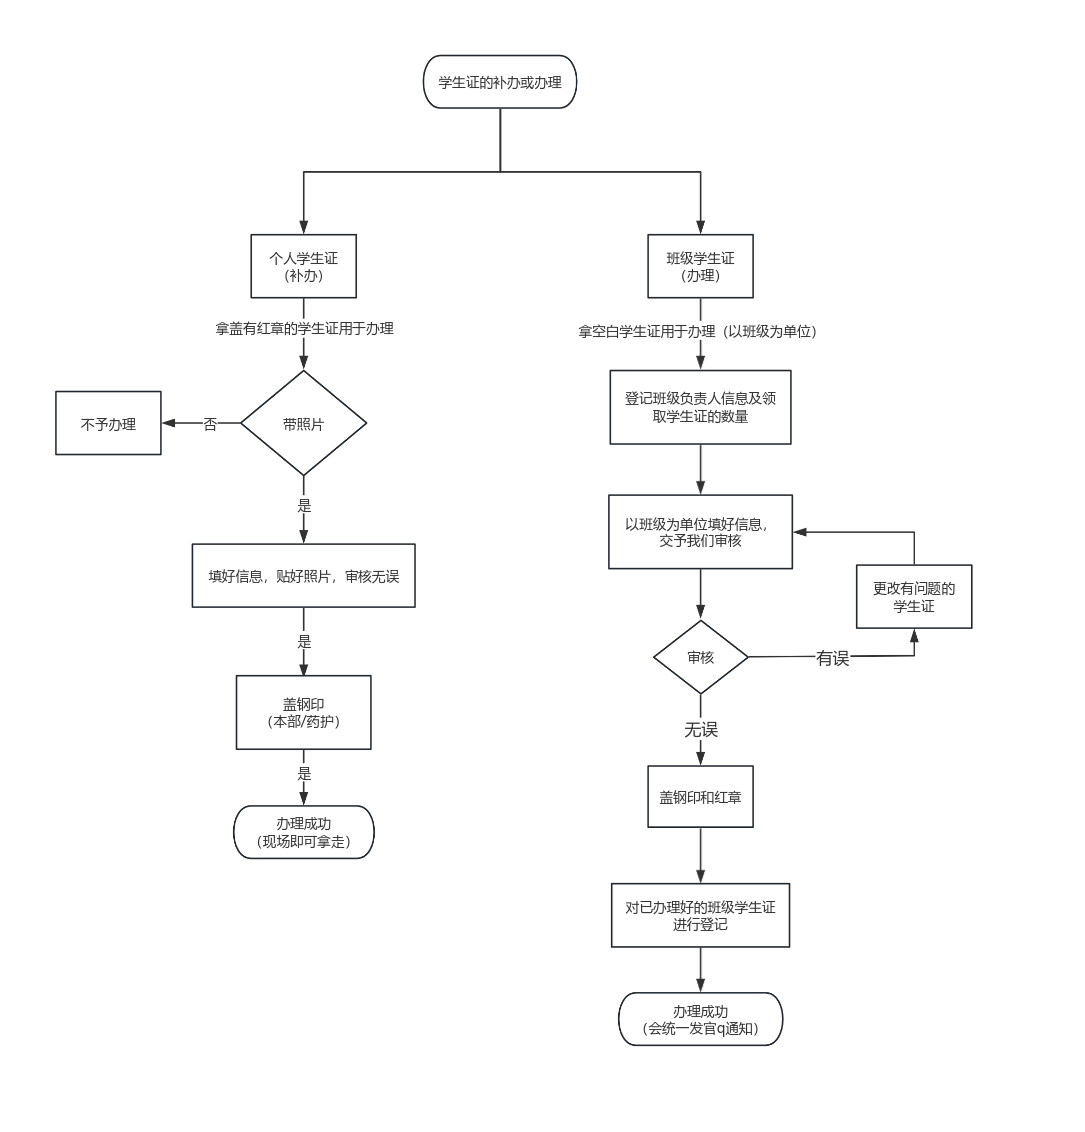 学生证的补办或办理
个人学生证
（补办）
班级学生证
（办理）
拿盖有红章的学生证用于办理
拿空白学生证用于办理（以班级为单位）
不予办理
否
带照片
登记班级负责人信息及领
取学生证的数量
是
以班级为单位填好信息，
交予我们审核
填好信息，贴好照片，审核无误
更改有问题的
学生证
是
审核
有误
盖钢印
（本部/药护）
无误
是
盖钢印和红章
办理成功
（现场即可拿走）
对已办理好的班级学生证
进行登记
办理成功
（会统一发官q通知）